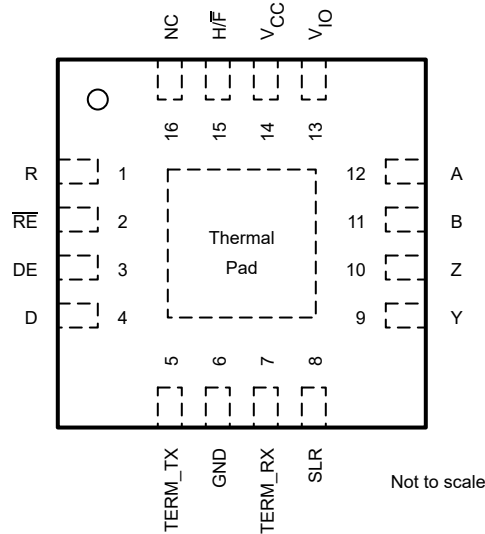 NC H/F̅ VCC VIO
16 15 14 13
R 1 12 A
R̅E̅ 2 11 B
DE 3 10 Z
D 4 9 Y
Thermal
Pad
5 6 7 8
TERM_TX GND TERM_RX SLR
Not to scale